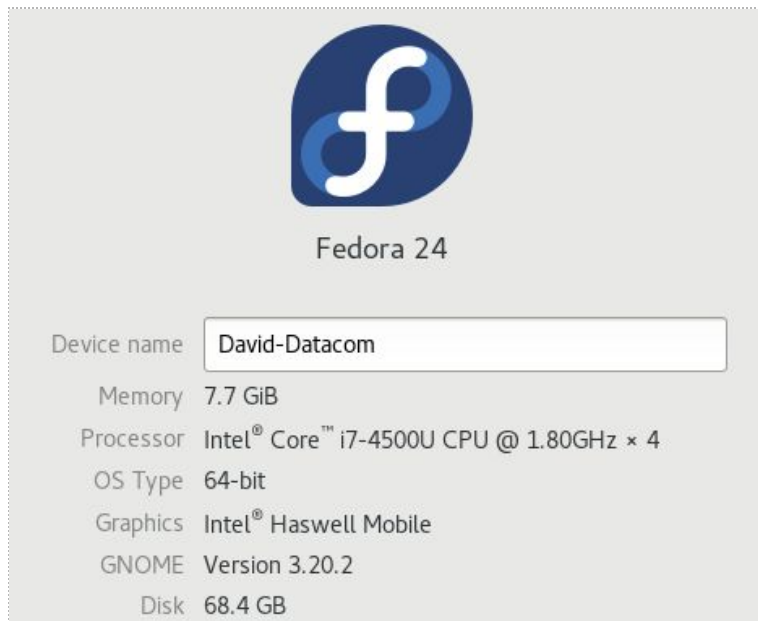 Fedora 24
Device name David-Datacom
Memory 7.7 GiB
Processor Intel® Core™ i7-4500U CPU @ 1.80GHz × 4
OS Type 64-bit
Graphics Intel® Haswell Mobile
GNOME Version 3.20.2
Disk 68.4 GB